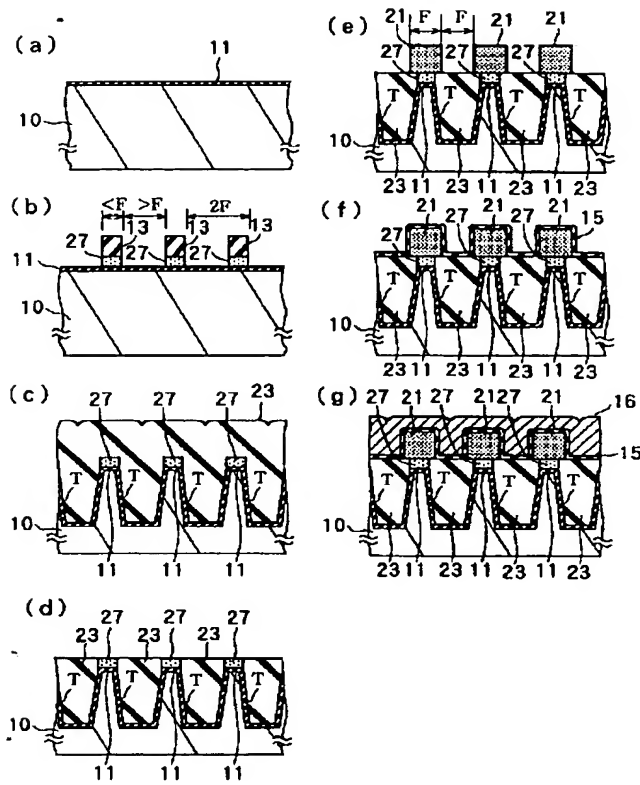 (a)
11
10
(b)
<F >F 2F
13 13 13
27 27 27
11
10
(c)
27 27 27 23
T T T T
10
11 11 11
(d)
27 27 27
23 23 23
T T T T
10
11 11 11
(e)
21 F F 21 21
27 27 27
T T T T
10
23 11 23 11 23 11 23
(f)
21 21 21
27 27 27 15
T T T T
10
23 11 23 11 23 11 23
(g)
27 21 27 21 27 21 16
15
T T T T
10
23 11 23 11 23 11 23